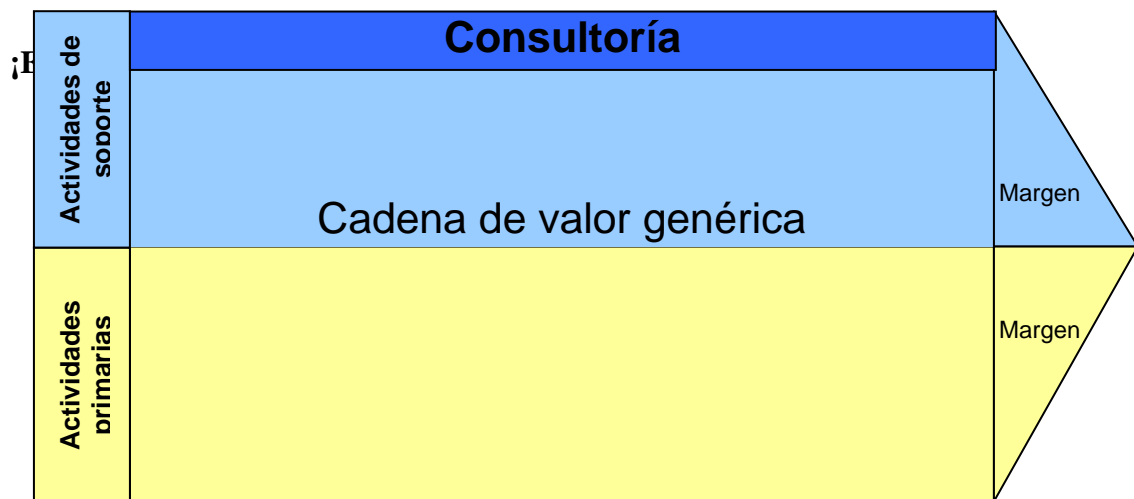 Consultoría
¡E
Actividades de
soporte
Margen
Cadena de valor genérica
Actividades
primarias
Margen